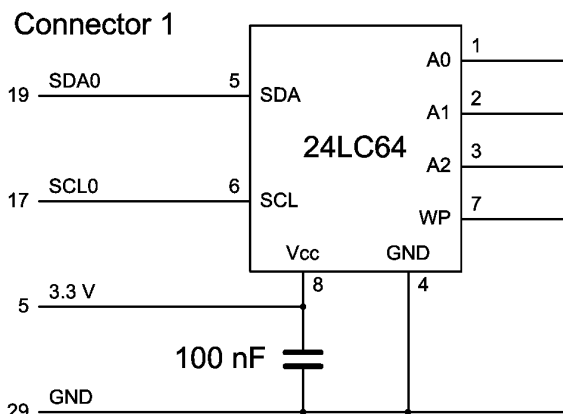 Connector 1
1
A0
SDA0
5
19
SDA
2
A1
24LC64
3
A2
SCL0
6
17
SCL
7
WP
Vcc
GND
8
4
3.3 V
5
100 nF
GND
29